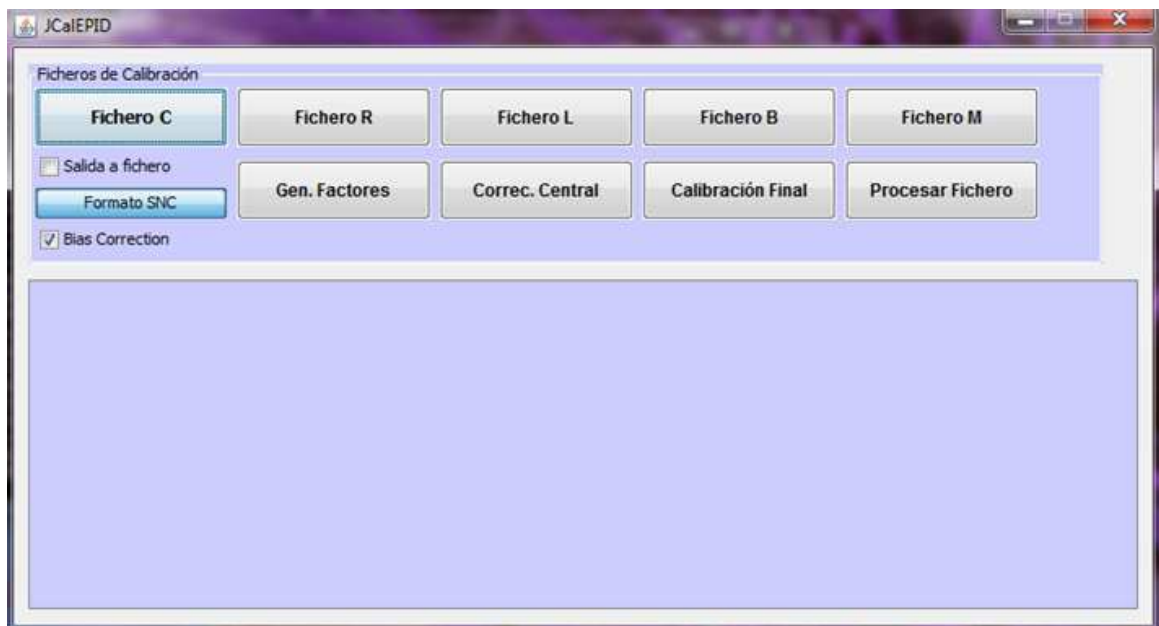 JCalEPID
Ficheros de Calibración
Fichero C
Fichero R
Fichero L
Fichero B
Fichero M
Salida a fichero
Formato SNC
Gen. Factores
Correc. Central
Calibración Final
Procesar Fichero
Bias Correction